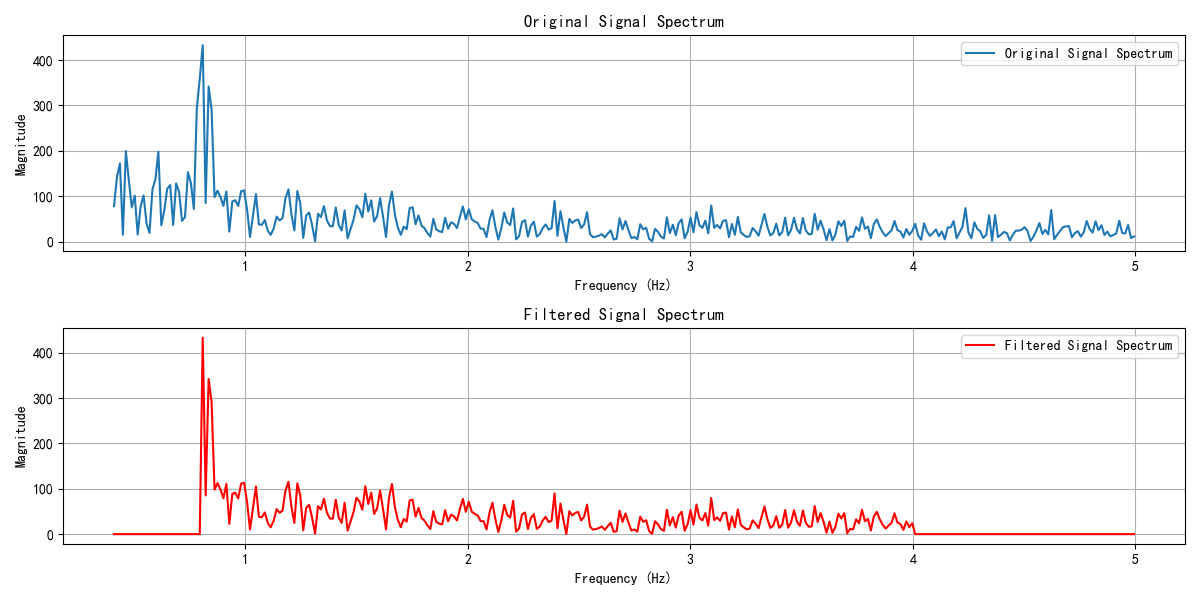 Original Signal Spectrum
Original Signal Spectrum
Magnitude
400
300
200
100
0
1 2 3 4 5
Frequency (Hz)
Filtered Signal Spectrum
Filtered Signal Spectrum
Magnitude
400
300
200
100
0
1 2 3 4 5
Frequency (Hz)